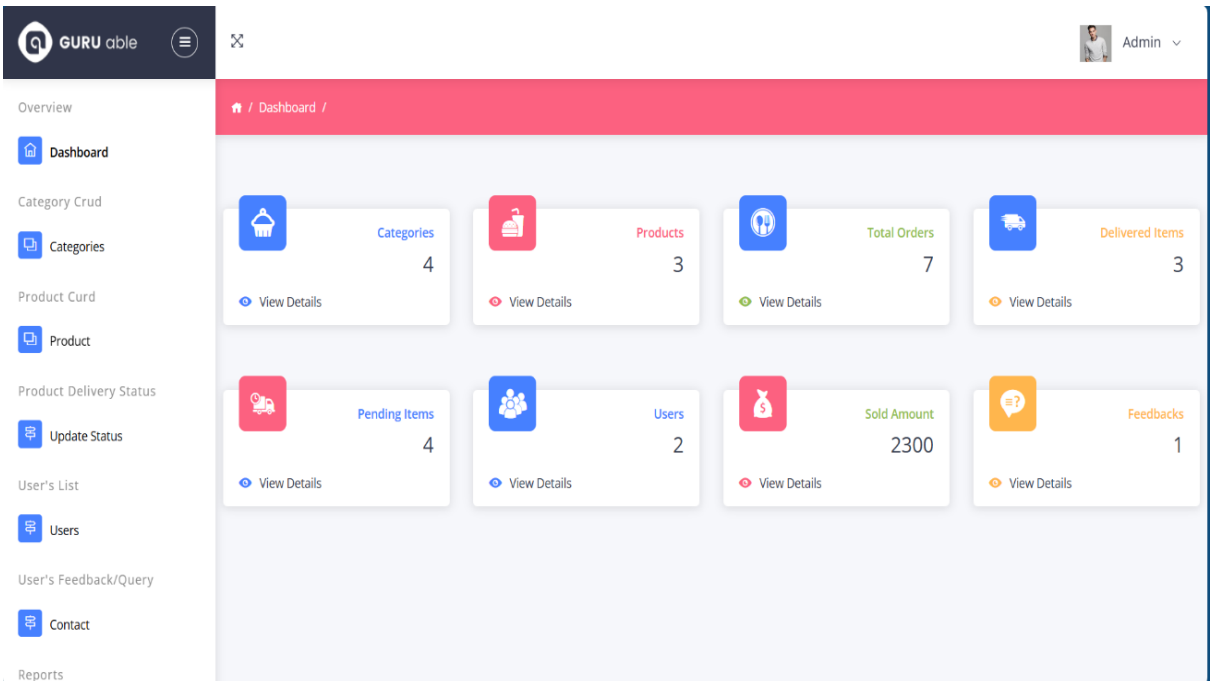 GURU able
Admin
Overview
/ Dashboard /
Dashboard
Category Crud
Categories
Product Curd
Product
Product Delivery Status
Update Status
User's List
Users
User's Feedback/Query
Contact
Reports
Categories
4
View Details
Products
3
View Details
Total Orders
7
View Details
Delivered Items
3
View Details
Pending Items
4
View Details
Users
2
View Details
$
Sold Amount
2300
View Details
=?
Feedbacks
1
View Details